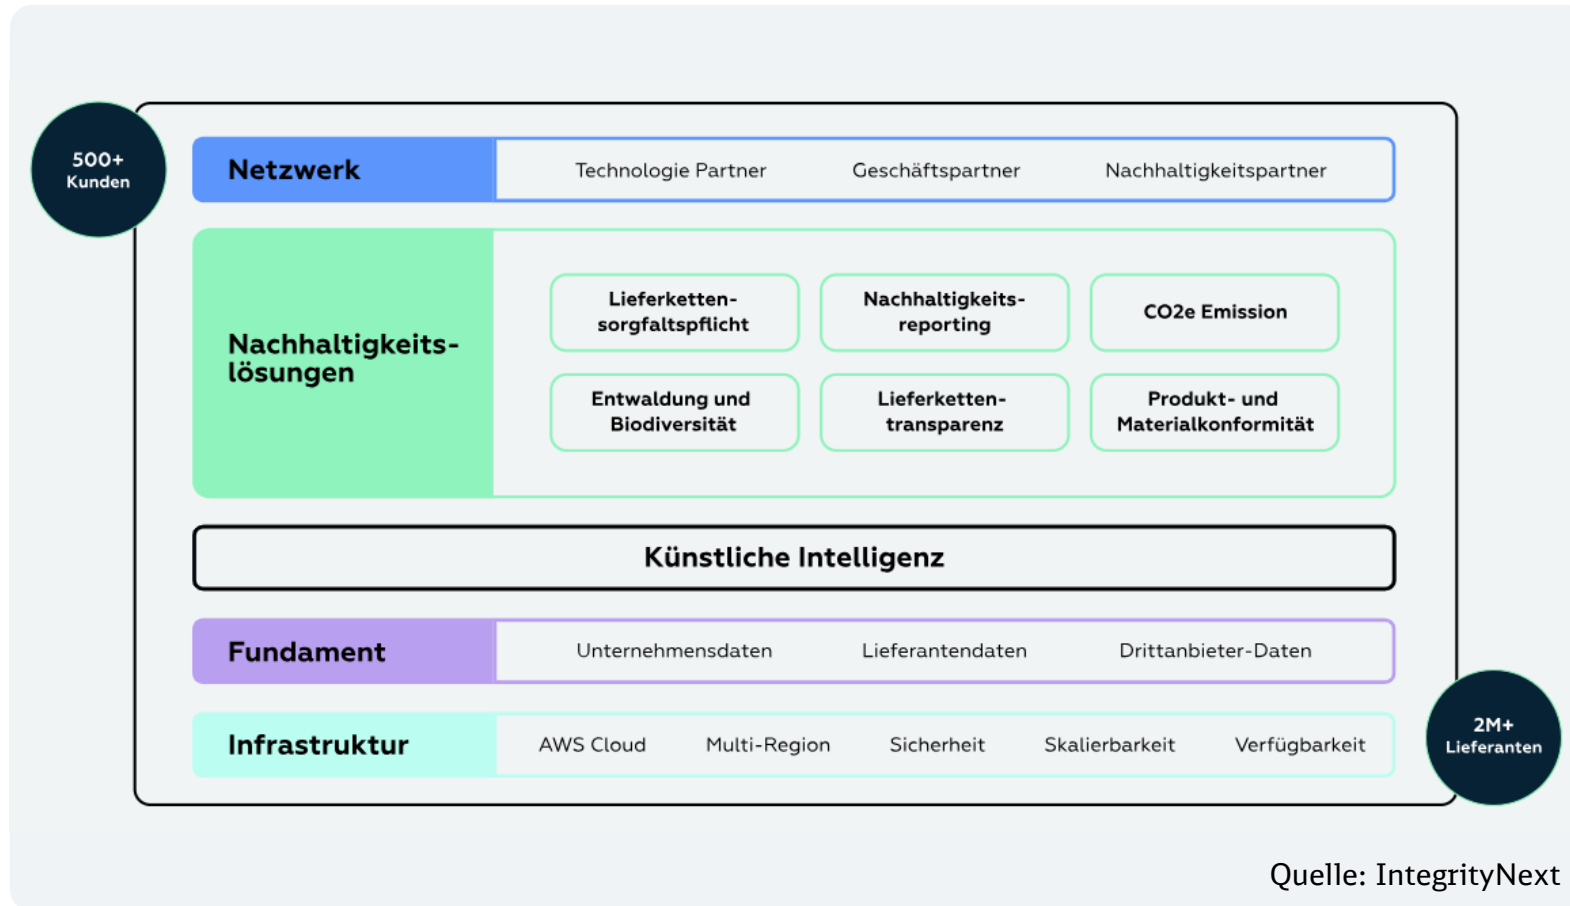 500+
Kunden
Netzwerk
Technologie Partner
Geschäftspartner
Nachhaltigkeitspartner
Nachhaltigkeits-
lösungen
Lieferketten-
sorgfaltspflicht
Nachhaltigkeits-
reporting
CO2e Emission
Entwaldung und
Biodiversität
Lieferketten-
transparenz
Produkt- und
Materialkonformität
Künstliche Intelligenz
Fundament
Unternehmensdaten
Lieferantendaten
Drittanbieter-Daten
Infrastruktur
AWS Cloud
Multi-Region
Sicherheit
Skalierbarkeit
Verfügbarkeit
2M+
Lieferanten
Quelle: IntegrityNext